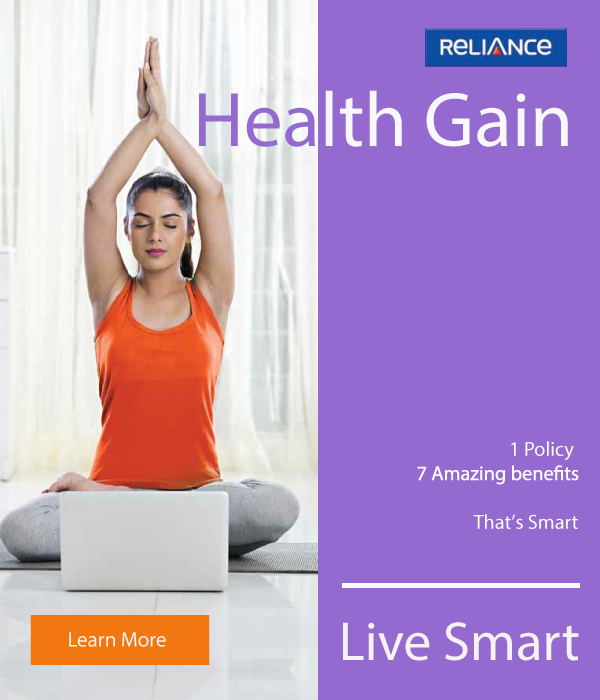 RELIANCE
Health Gain
1 Policy
7 Amazing benefits
That's Smart
Live Smart
Learn More